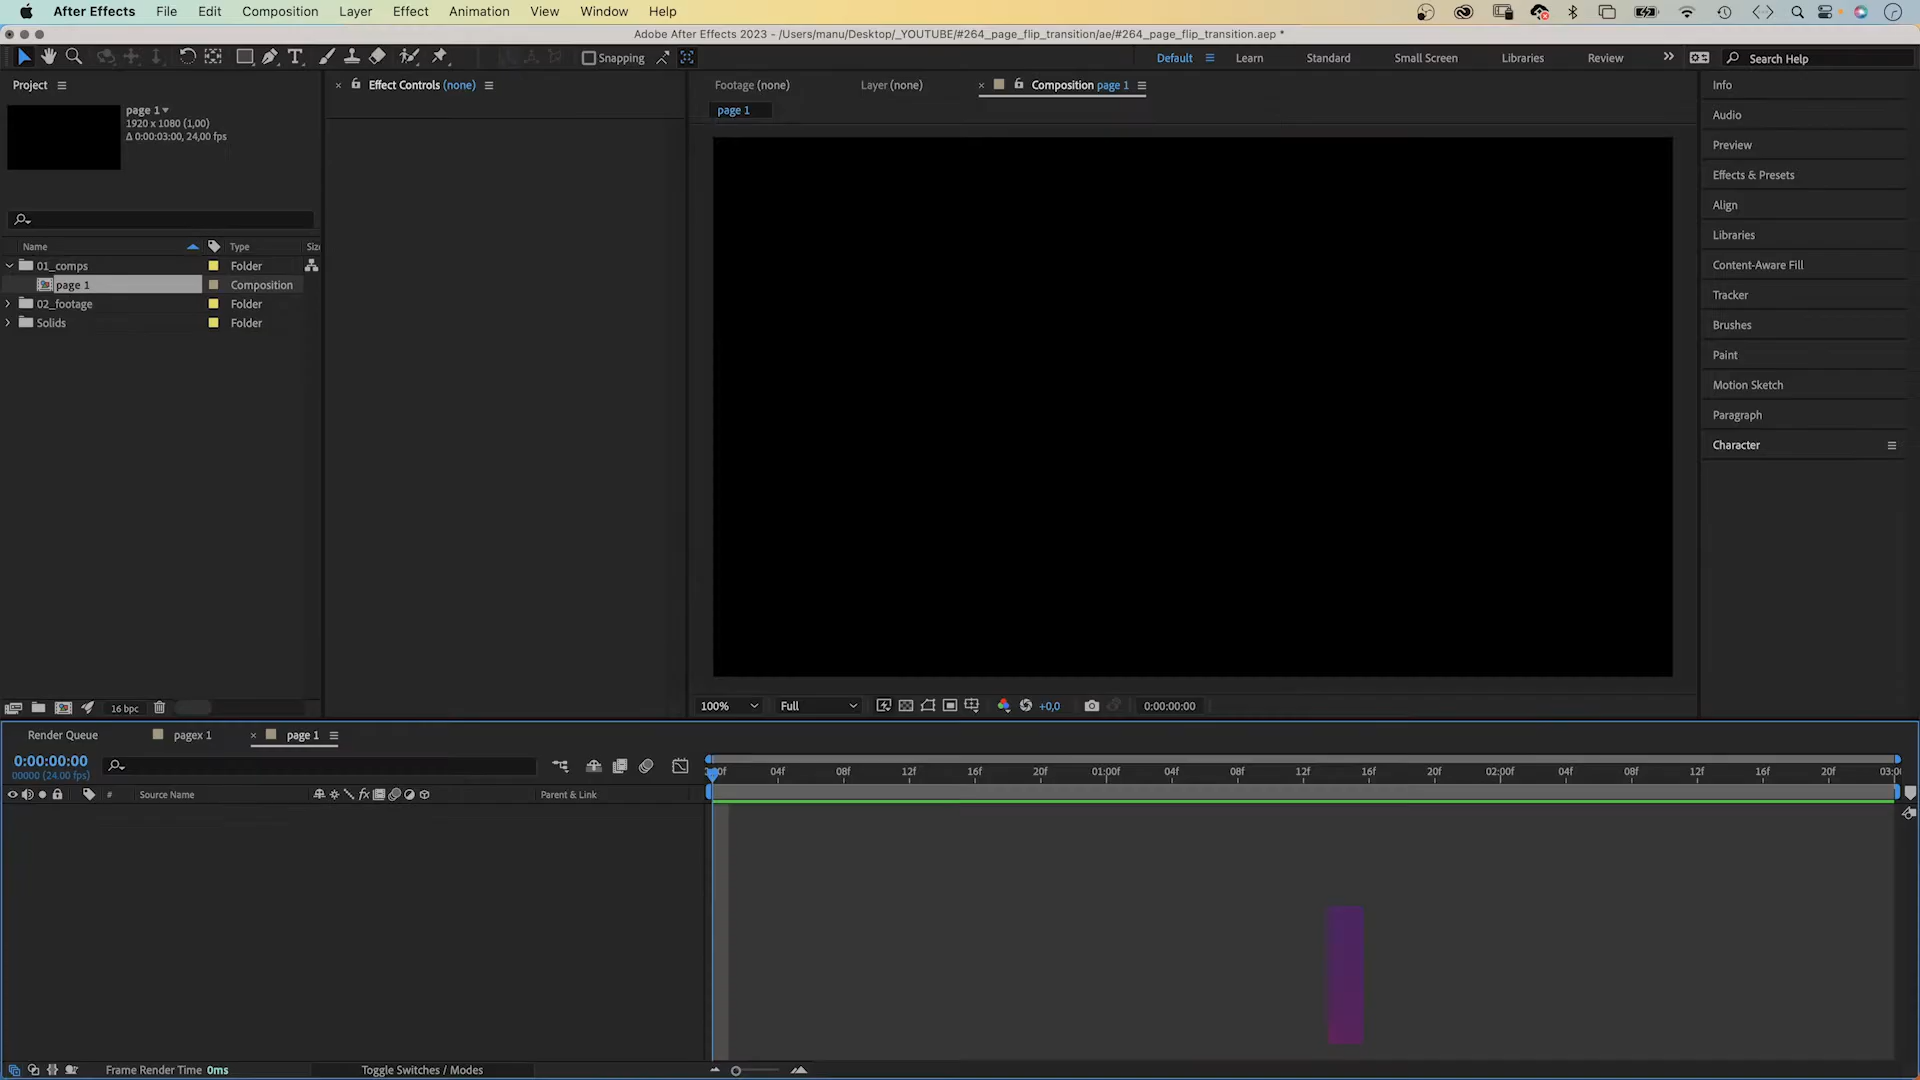 After Effects File Edit Composition Layer Effect Animation View Window Help
Adobe After Effects 2023 - /Users/manu/Desktop/_YOUTUBE/#264_page_flip_transition/ae/#264_page_flip_transition.aep *
Snapping Default Learn Standard Small Screen Libraries Review Search Help
Project Effect Controls (none) Footage (none) Layer (none) Composition page 1 Info
page 1
1920 x 1080 (1,00)
Δ 0:00:03:00, 24,00 fps
page 1
Audio
Preview
Effects & Presets
Align
Libraries
Content-Aware Fill
Tracker
Brushes
Paint
Motion Sketch
Paragraph
Character
Name Type Size
01_comps Folder
page 1 Composition
02_footage Folder
Solids Folder
16 bpc
100% Full +0,0 0:00:00:00
Render Queue pagex 1 page 1
0:00:00:00
00000 (24.00 fps)
04f 08f 12f 16f 20f 01:00f 04f 08f 12f 16f 20f 02:00f 04f 08f 12f 16f 20f
# Source Name fx Parent & Link
Frame Render Time 0ms Toggle Switches / Modes